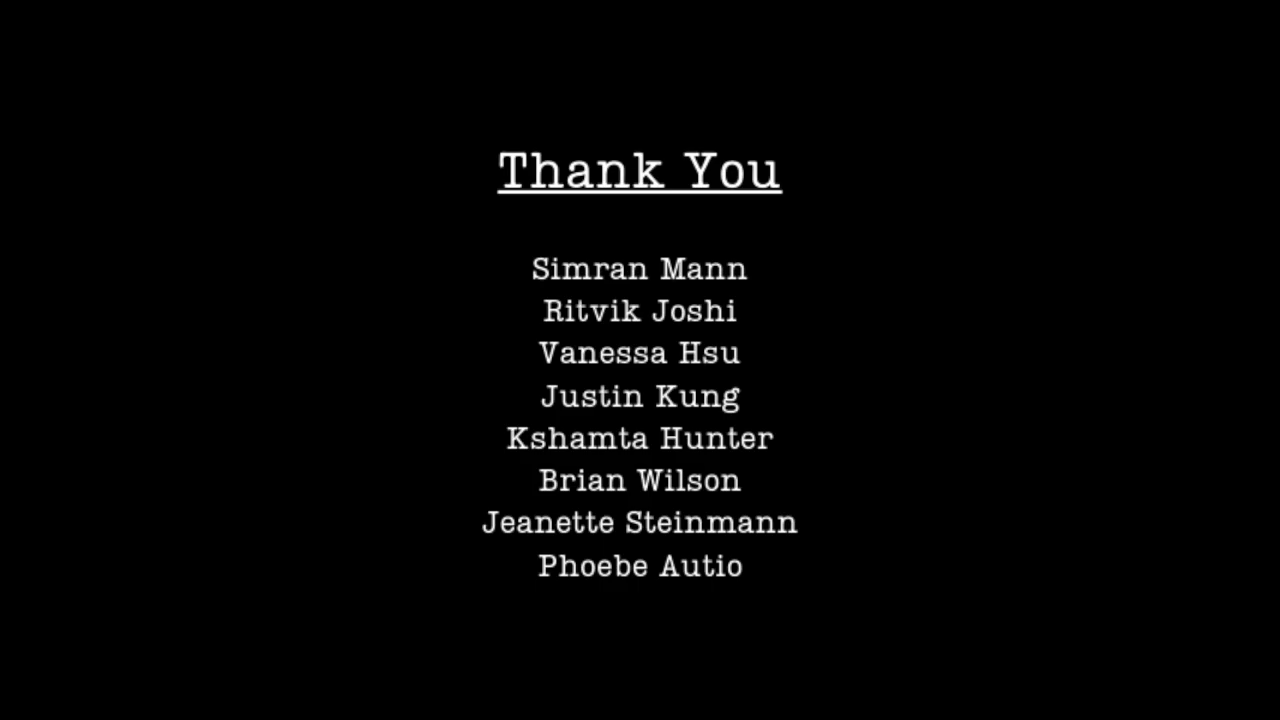 Thank You
Simran Mann
Ritvik Joshi
Vanessa Hsu
Justin Kung
Kshamta Hunter
Brian Wilson
Jeanette Steinmann
Phoebe Autio